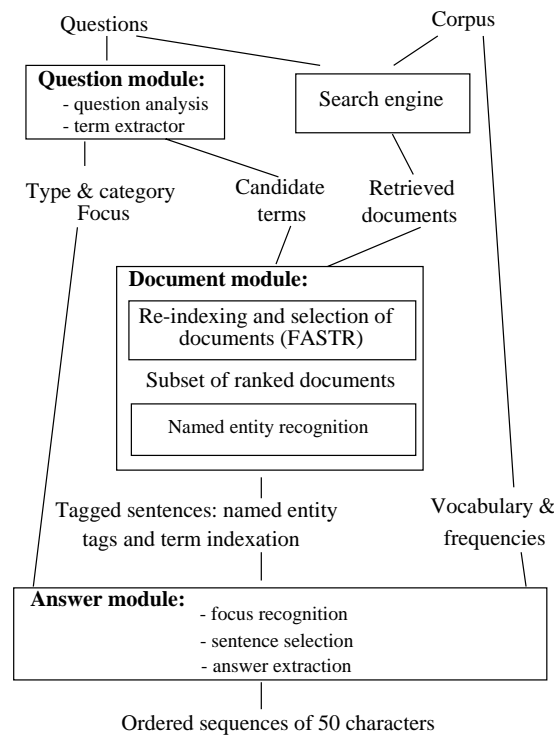 Questions
Corpus
Question module:
- question analysis
- term extractor
Search engine
Type & category
Focus
Candidate
terms
Retrieved
documents
Document module:
Re-indexing and selection of
documents (FASTR)
Subset of ranked documents
Named entity recognition
Tagged sentences: named entity
tags and term indexation
Vocabulary &
frequencies
Answer module:
- focus recognition
- sentence selection
- answer extraction
Ordered sequences of 50 characters